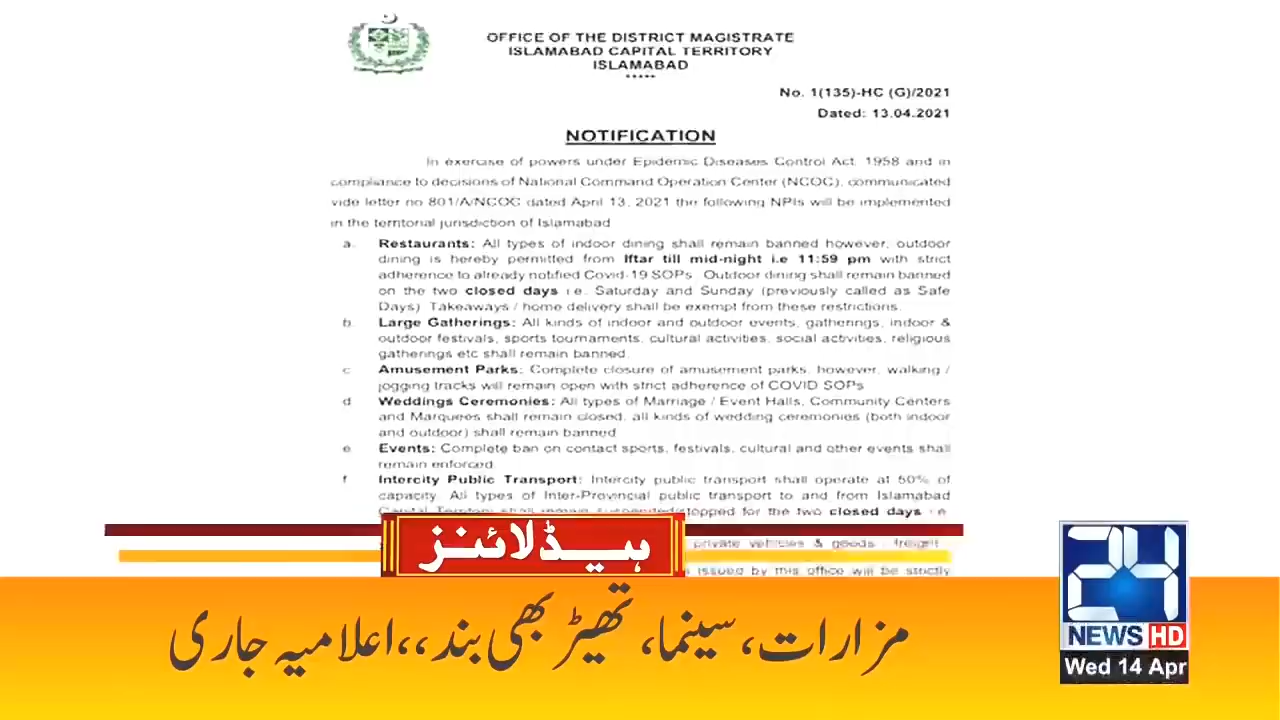 OFFICE OF THE DISTRICT MAGISTRATE
ISLAMABAD CAPITAL TERRITORY
ISLAMABAD
*****
No. 1(135)-HC (G)/2021
Dated: 13.04.2021
NOTIFICATION
In exercise of powers under Epidemic Diseases Control Act, 1958 and in
compliance to decisions of National Command Operation Center (NCOC), communicated
vide letter no 801/A/NCOC dated April 13, 2021 the following NPIs will be implemented
in the territorial jurisdiction of Islamabad
a. Restaurants: All types of indoor dining shall remain banned however, outdoor
dining is hereby permitted from Iftar till mid-night i.e 11:59 pm with strict
adherence to already notified Covid-19 SOPs. Outdoor dining shall remain banned
on the two closed days i.e. Saturday and Sunday (previously called as Safe
Days). Takeaways / home delivery shall be exempt from these restrictions.
b. Large Gatherings: All kinds of indoor and outdoor events, gatherings, indoor &
outdoor festivals, sports tournaments, cultural activities, social activities, religious
gatherings etc shall remain banned.
c Amusement Parks: Complete closure of amusement parks, however, walking /
jogging tracks will remain open with strict adherence of COVID SOPs
d Weddings Ceremonies: All types of Marriage / Event Halls, Community Centers
and Marquees shall remain closed, all kinds of wedding ceremonies (both indoor
and outdoor) shall remain banned
e Events: Complete ban on contact sports, festivals, cultural and other events shall
remain enforced
f Intercity Public Transport: Intercity public transport shall operate at 50% of
capacity. All types of Inter-Provincial public transport to and from Islamabad
Capital Territory shall remain suspended/stopped for the two closed days i.e.
private vehicles & goods / freight
issued by this office will be strictly
ہیڈلائنز
مزارات، سینما، تھیڑ بھی بند،،اعلامیہ جاری
24
NEWS HD
Wed 14 Apr